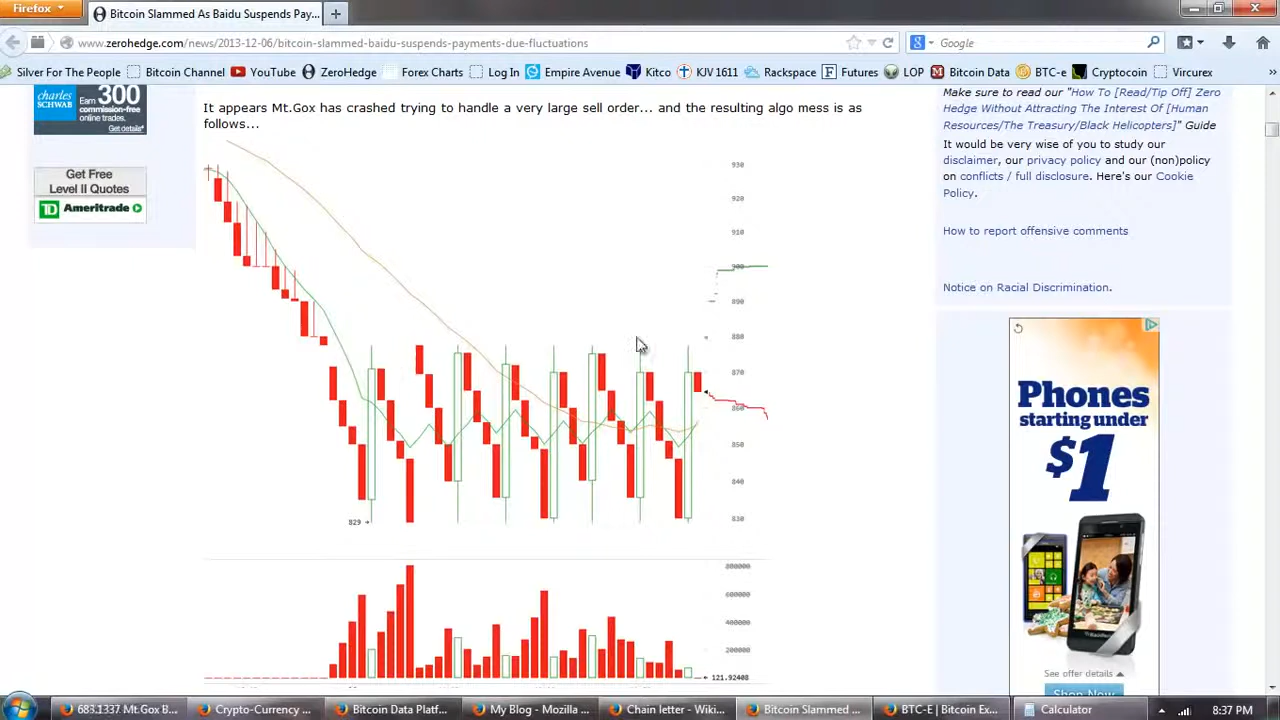 Firefox
Bitcoin Slammed As Baidu Suspends Pay...
www.zerohedge.com/news/2013-12-06/bitcoin-slammed-baidu-suspends-payments-due-fluctuations
Google
Silver For The People
Bitcoin Channel
YouTube
ZeroHedge
Forex Charts
Log In
Empire Avenue
Kitco
KJV 1611
Rackspace
Futures
LOP
Bitcoin Data
BTC-e
Cryptocoin
Vircurex
»
charles
SCHWAB
Earn 300
commission-free
online trades.
Get details*
Get Free
Level II Quotes
TD Ameritrade
It appears Mt.Gox has crashed trying to handle a very large sell order... and the resulting algo mess is as
follows...
930
920
910
900
890
880
870
860
850
840
830
829
800000
600000
400000
200000
121.92408
Make sure to read our "How To [Read/Tip Off] Zero
Hedge Without Attracting The Interest Of [Human
Resources/The Treasury/Black Helicopters]" Guide
It would be very wise of you to study our
disclaimer, our privacy policy and our (non)policy
on conflicts / full disclosure. Here's our Cookie
Policy.
How to report offensive comments
Notice on Racial Discrimination.
Phones
starting under
$1
See offer details
Shop Now
683.1337 Mt.Gox B...
Crypto-Currency ...
Bitcoin Data Platf...
My Blog - Mozilla ...
Chain letter - Wiki...
Bitcoin Slammed ...
BTC-E | Bitcoin Ex...
Calculator
8:37 PM